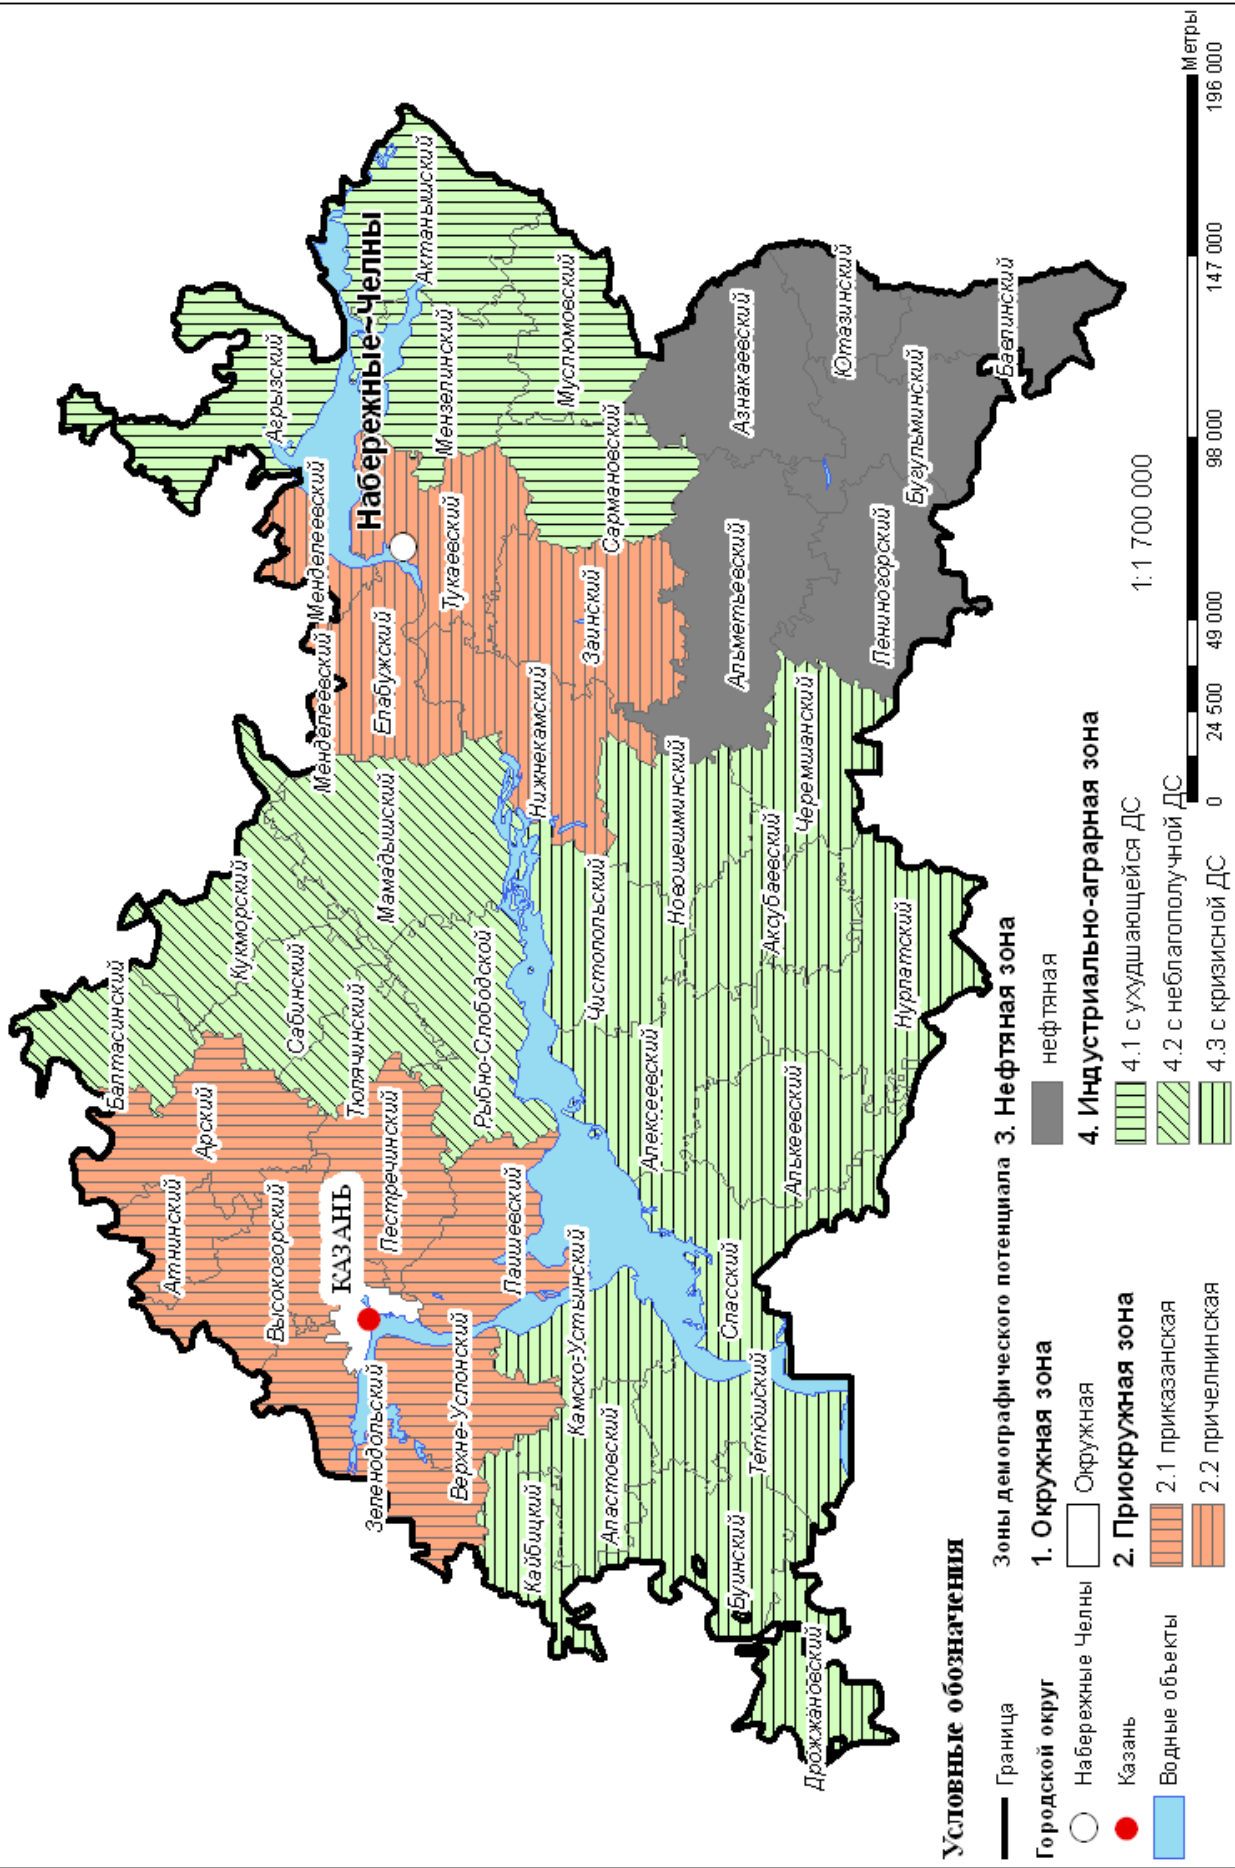 Балтасинский
Кукморский
Атнинский
Арский
Сабинский
Высокогорский
КАЗАНЬ
Тюлячинский
Пестречинский
Мамадышский
Зеленодольский
Верхне-Услонский
Лаишевский
Рыбно-Слободской
Агрызский
Менделеевский
Менделеевский
Елабужский
Набережные-Челны
Тукаевский
Мензелинский
Актанышский
Муслюмовский
Сармановский
Заинский
Нижнекамский
Кайбицкий
Камско-Устьинский
Апастовский
Чистопольский
Алексеевский
Новошешминский
Альметьевский
Азнакаевский
Буинский
Тетюшский
Спасский
Алькеевский
Аксубаевский
Черемшанский
Ютазинский
Дрожжановский
Нурлатский
Лениногорский
Бугульминский
Бавлинский
Условные обозначения
Граница
Городской округ
Набережные Челны
Казань
Водные объекты
Зоны демографического потенциала
1. Окружная зона
Окружная
2. Приокружная зона
2.1 приказанская
2.2 причелнинская
3. Нефтяная зона
нефтяная
4. Индустриально-аграрная зона
4.1 с ухудшающейся ДС
4.2 с неблагополучной ДС
4.3 с кризисной ДС
1:1 700 000
Метры
0 24 500 49 000 98 000 147 000 196 000